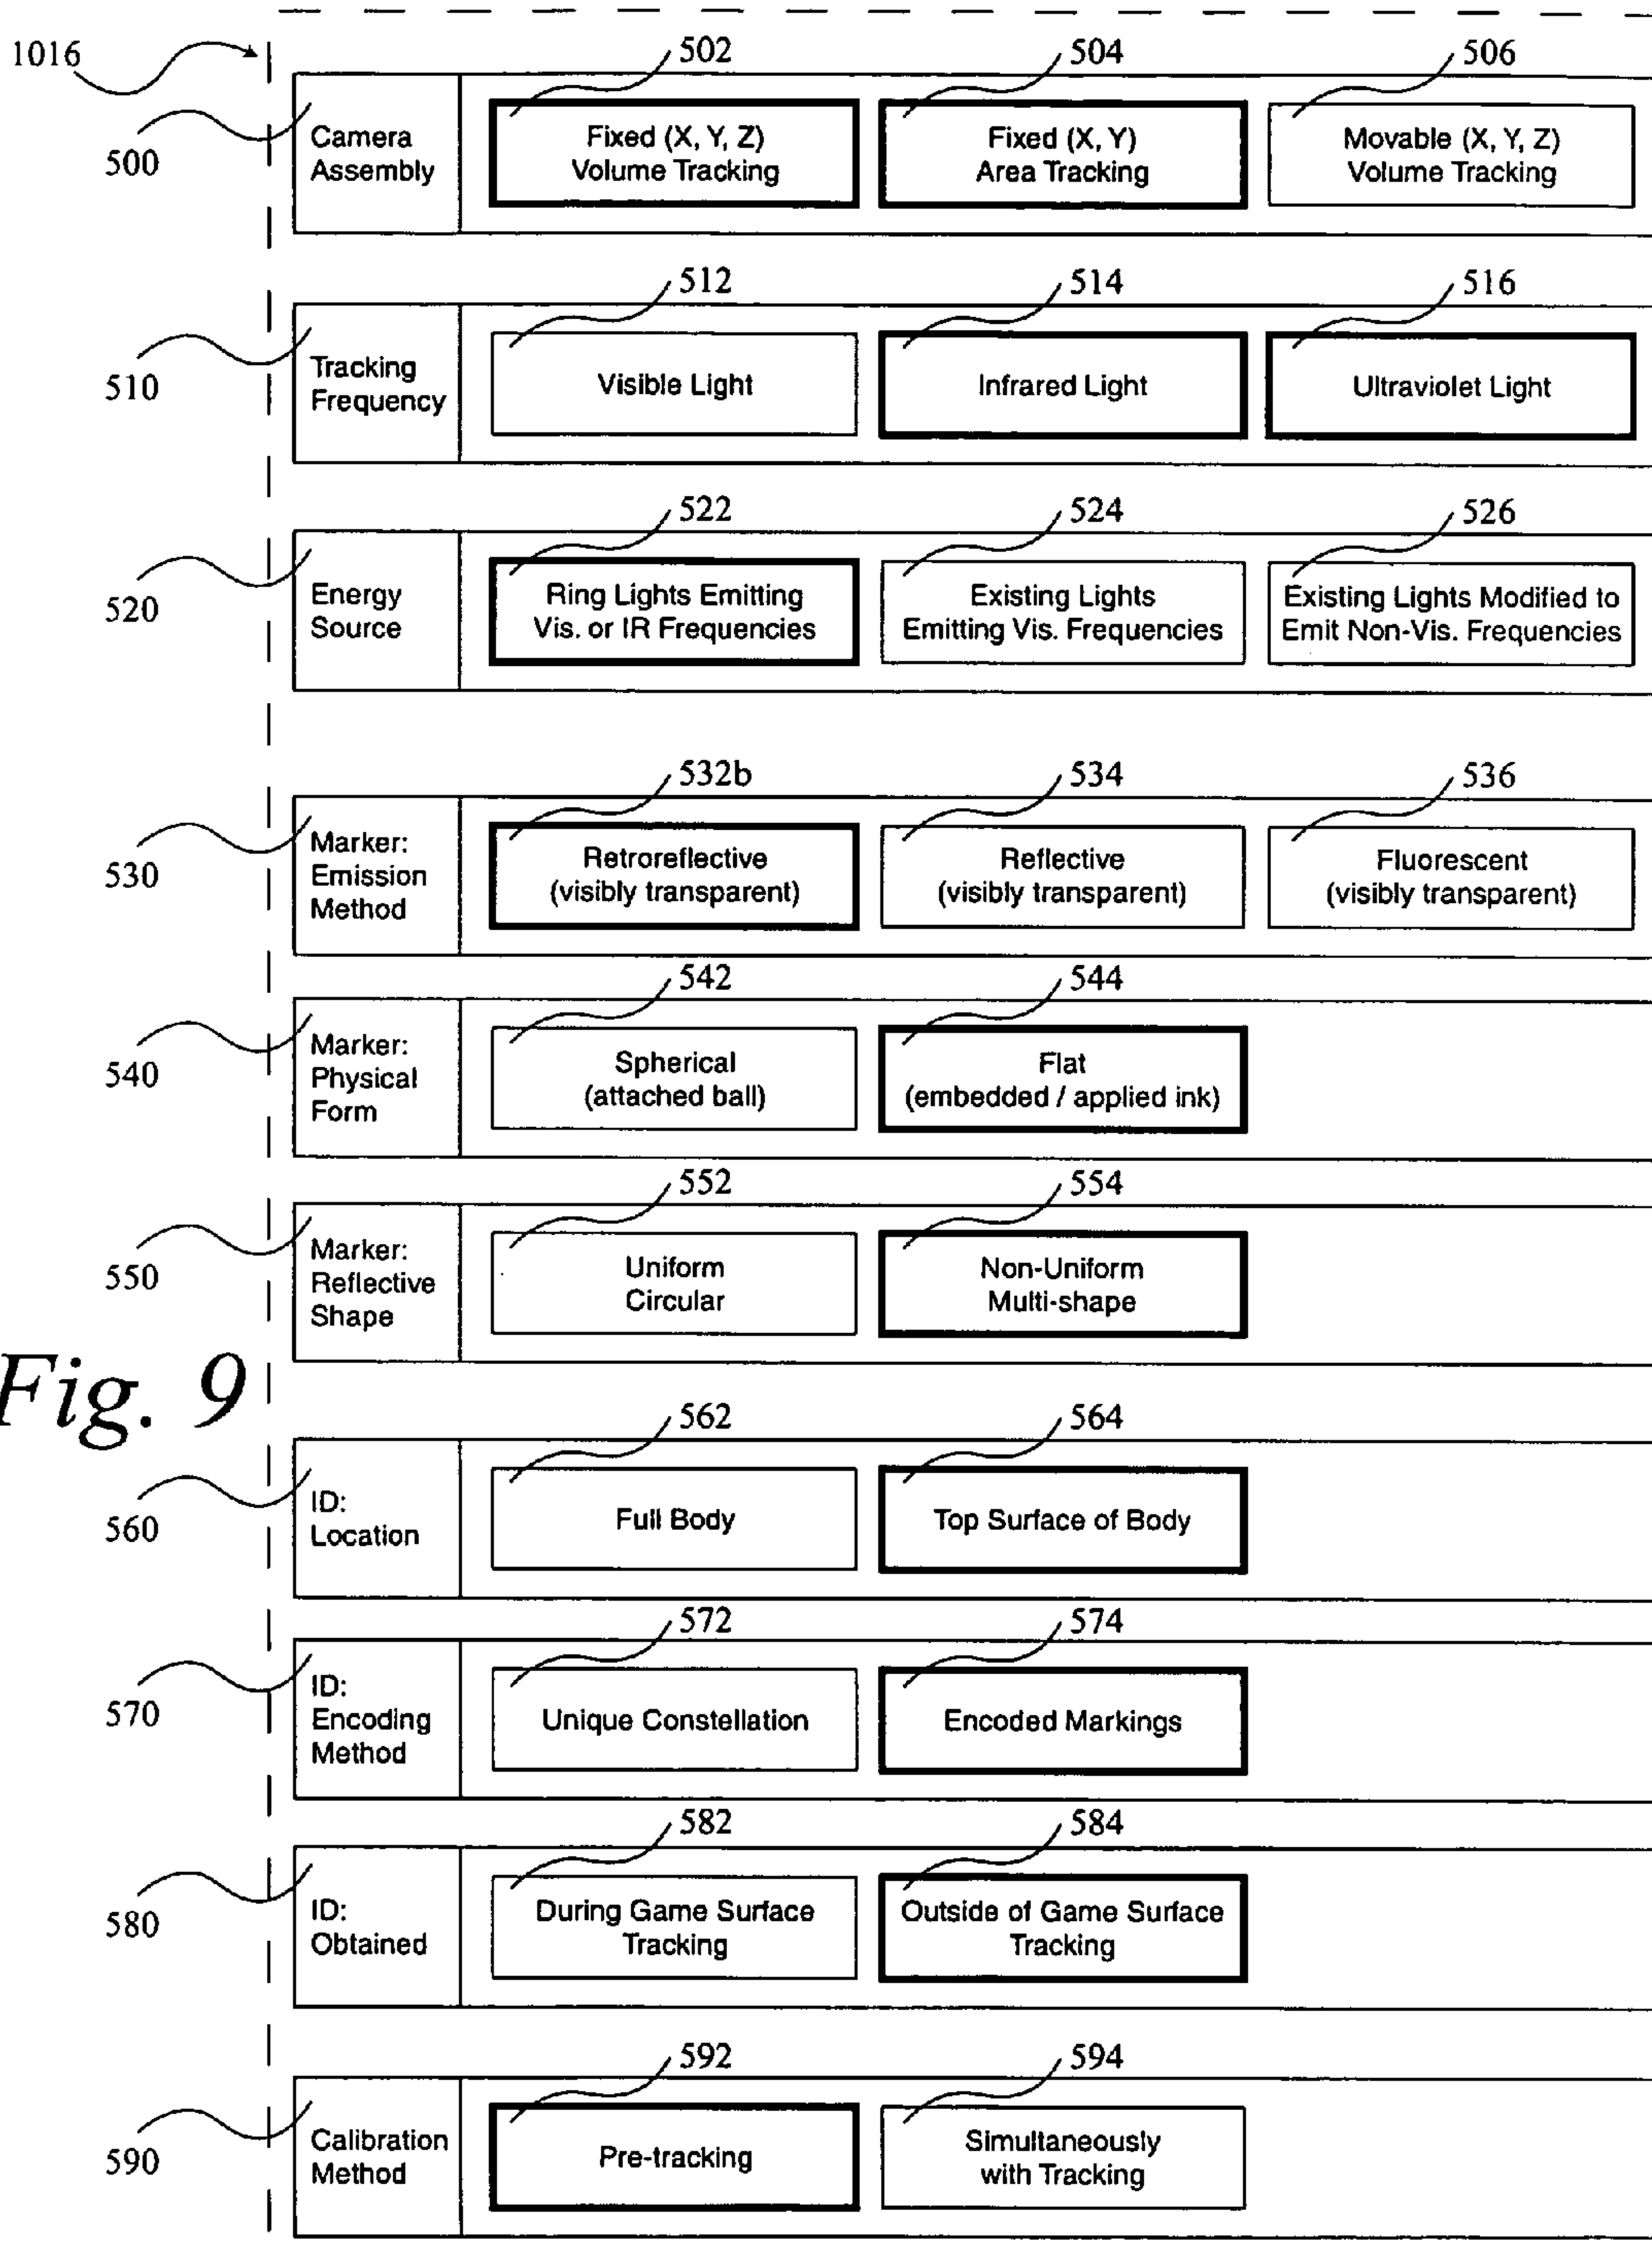 1016
502
504
506
500
Camera
Assembly
Fixed (X, Y, Z)
Volume Tracking
Fixed (X, Y)
Area Tracking
Movable (X, Y, Z)
Volume Tracking
512
514
516
510
Tracking
Frequency
Visible Light
Infrared Light
Ultraviolet Light
522
524
526
520
Energy
Source
Ring Lights Emitting
Vis. or IR Frequencies
Existing Lights
Emitting Vis. Frequencies
Existing Lights Modified to
Emit Non-Vis. Frequencies
532b
534
536
530
Marker:
Emission
Method
Retroreflective
(visibly transparent)
Reflective
(visibly transparent)
Fluorescent
(visibly transparent)
542
544
540
Marker:
Physical
Form
Spherical
(attached ball)
Flat
(embedded / applied ink)
552
554
550
Marker:
Reflective
Shape
Uniform
Circular
Non-Uniform
Multi-shape
Fig. 9
562
564
560
ID:
Location
Full Body
Top Surface of Body
572
574
570
ID:
Encoding
Method
Unique Constellation
Encoded Markings
582
584
580
ID:
Obtained
During Game Surface
Tracking
Outside of Game Surface
Tracking
592
594
590
Calibration
Method
Pre-tracking
Simultaneously
with Tracking